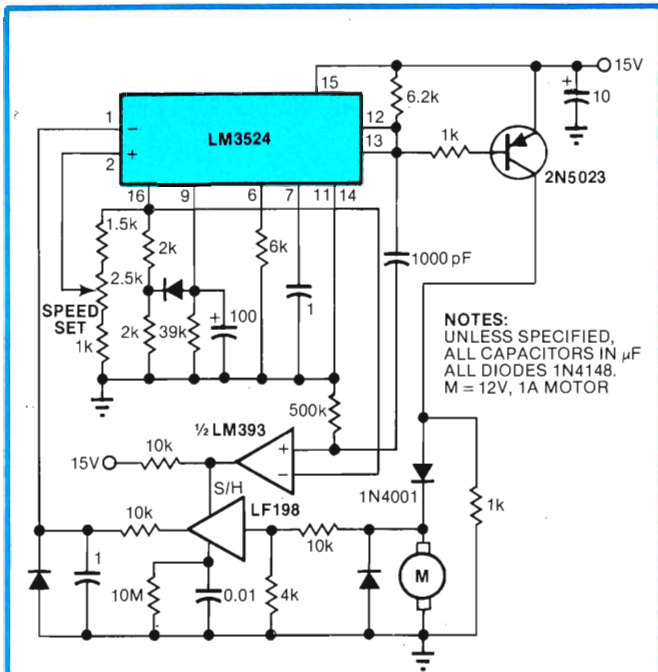 15
15V
1
−
12
6.2k
+
10
LM3524
2
+
13
1k
2N5023
16
9
6
7
11
14
1.5k
2k
6k
1000 pF
2.5k
100
1
SPEED
SET
2k
39k
1k
NOTES:
UNLESS SPECIFIED,
ALL CAPACITORS IN µF
ALL DIODES 1N4148.
M = 12V, 1A MOTOR
500k
½ LM393
15V
10k
+
−
S/H
1N4001
1k
10k
LF198
10k
1
10M
0.01
4k
M